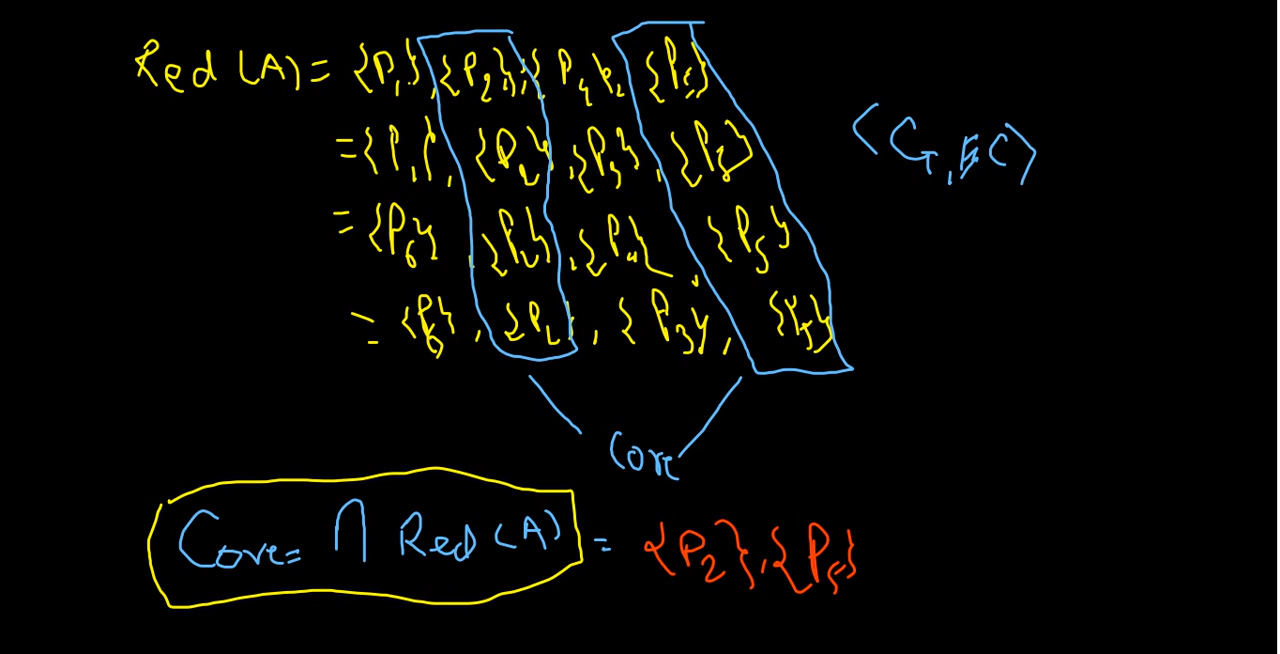 Red (A) = {P1}, {P2}, {P4}, {P5}
= {P1}, {P2}, {P3}, {P5}
= {P6}, {P2}, {P4}, {P5}
= {P6}, {P2}, {P3}, {P5}
Core
Core = ∩ Red (A) = {P2}, {P5}